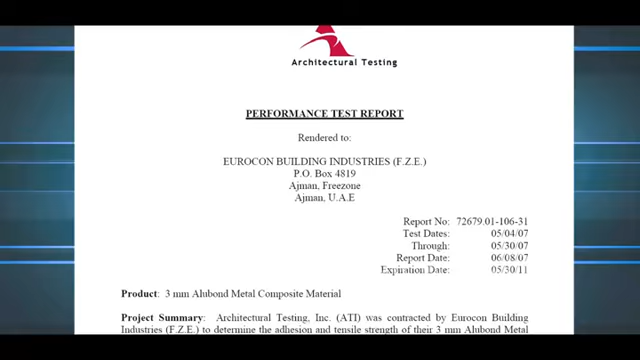 Architectural Testing
PERFORMANCE TEST REPORT
Rendered to:
EUROCON BUILDING INDUSTRIES (F.Z.E.)
P.O. Box 4819
Ajman, Freezone
Ajman, U.A.E
Report No: 72679.01-106-31
Test Dates: 05/04/07
Through: 05/30/07
Report Date: 06/08/07
Expiration Date: 05/30/11
Product: 3 mm Alubond Metal Composite Material
Project Summary: Architectural Testing, Inc. (ATI) was contracted by Eurocon Building
Industries (F.Z.E.) to determine the adhesion and tensile strength of their 3 mm Alubond Metal